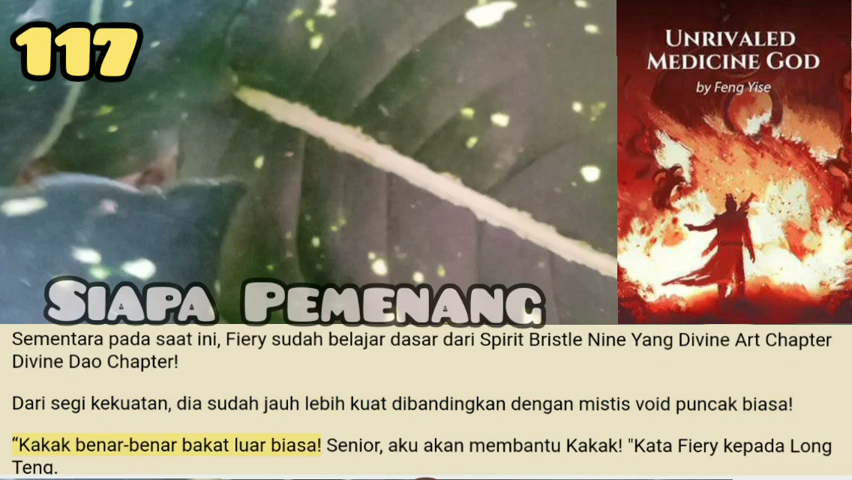 117
UNRIVALED
MEDICINE GOD
by Feng Yise
SIAPA PEMENANG
Sementara pada saat ini, Fiery sudah belajar dasar dari Spirit Bristle Nine Yang Divine Art Chapter
Divine Dao Chapter!
Dari segi kekuatan, dia sudah jauh lebih kuat dibandingkan dengan mistis void puncak biasa!
“Kakak benar-benar bakat luar biasa! Senior, aku akan membantu Kakak! "Kata Fiery kepada Long
Teng.